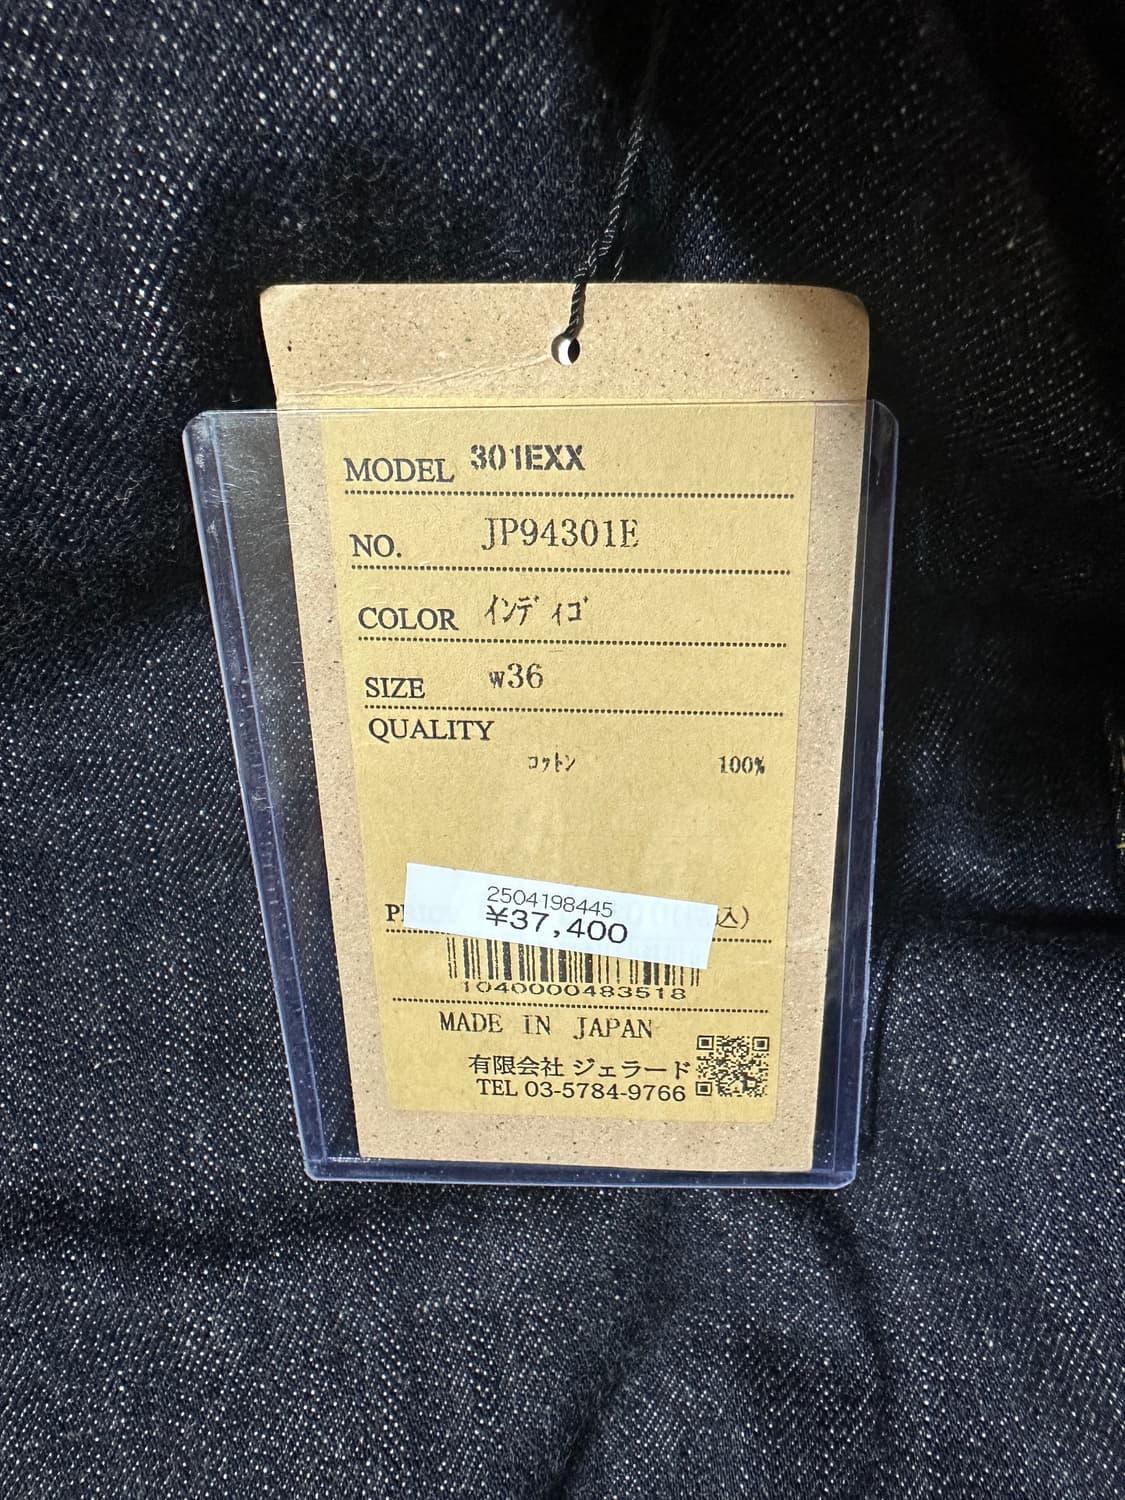 MODEL 301EXX
NO. JP94301E
COLOR インディゴ
SIZE w36
QUALITY
コットン 100%
2504198445
¥37,400
込)
1040000483518
MADE IN JAPAN
有限会社 ジェラード
TEL 03-5784-9766